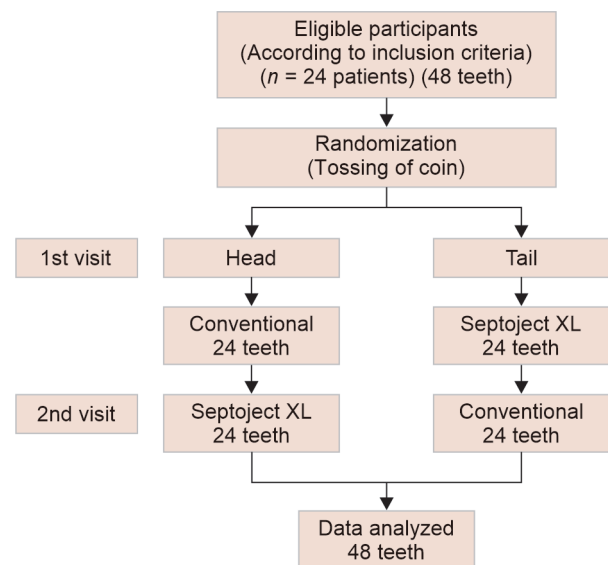 Eligible participants
(According to inclusion criteria)
(n = 24 patients) (48 teeth)
Randomization
(Tossing of coin)
1st visit
Head
Tail
Conventional
24 teeth
Septoject XL
24 teeth
2nd visit
Septoject XL
24 teeth
Conventional
24 teeth
Data analyzed
48 teeth